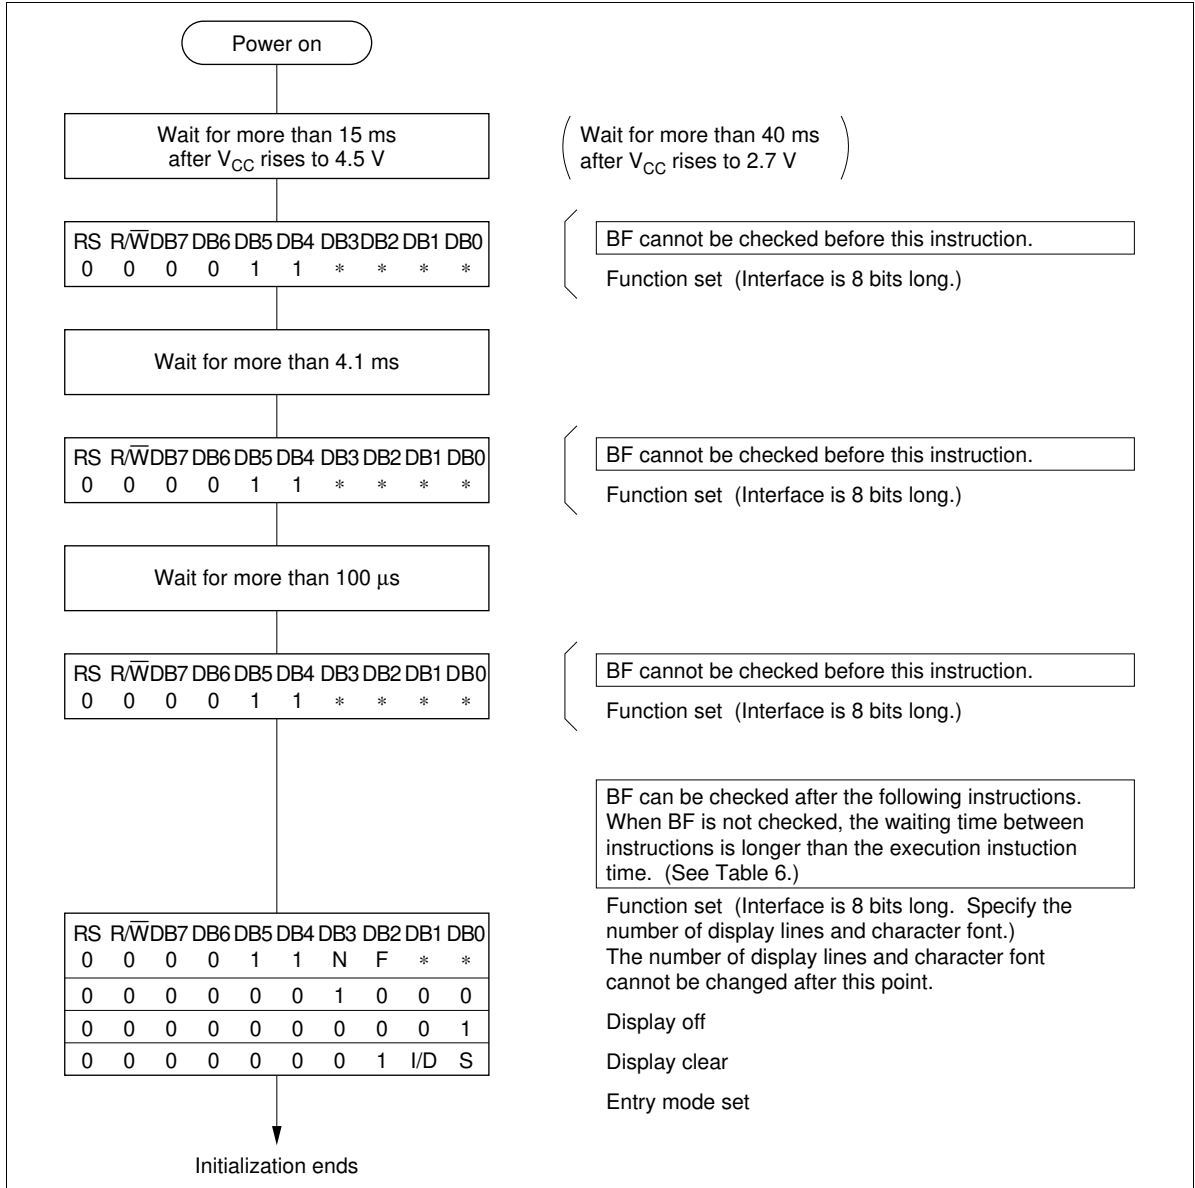 Power on
Wait for more than 15 ms
after VCC rises to 4.5 V
Wait for more than 40 ms
after VCC rises to 2.7 V
RS R/W̅ DB7 DB6 DB5 DB4 DB3 DB2 DB1 DB0
0 0 0 0 1 1 * * * *
BF cannot be checked before this instruction.
Function set (Interface is 8 bits long.)
Wait for more than 4.1 ms
RS R/W̅ DB7 DB6 DB5 DB4 DB3 DB2 DB1 DB0
0 0 0 0 1 1 * * * *
BF cannot be checked before this instruction.
Function set (Interface is 8 bits long.)
Wait for more than 100 μs
RS R/W̅ DB7 DB6 DB5 DB4 DB3 DB2 DB1 DB0
0 0 0 0 1 1 * * * *
BF cannot be checked before this instruction.
Function set (Interface is 8 bits long.)
BF can be checked after the following instructions.
When BF is not checked, the waiting time between
instructions is longer than the execution instuction
time. (See Table 6.)
RS R/W̅ DB7 DB6 DB5 DB4 DB3 DB2 DB1 DB0
0 0 0 0 1 1 N F * *
0 0 0 0 0 0 1 0 0 0
0 0 0 0 0 0 0 0 0 1
0 0 0 0 0 0 0 1 I/D S
Function set (Interface is 8 bits long. Specify the
number of display lines and character font.)
The number of display lines and character font
cannot be changed after this point.
Display off
Display clear
Entry mode set
Initialization ends